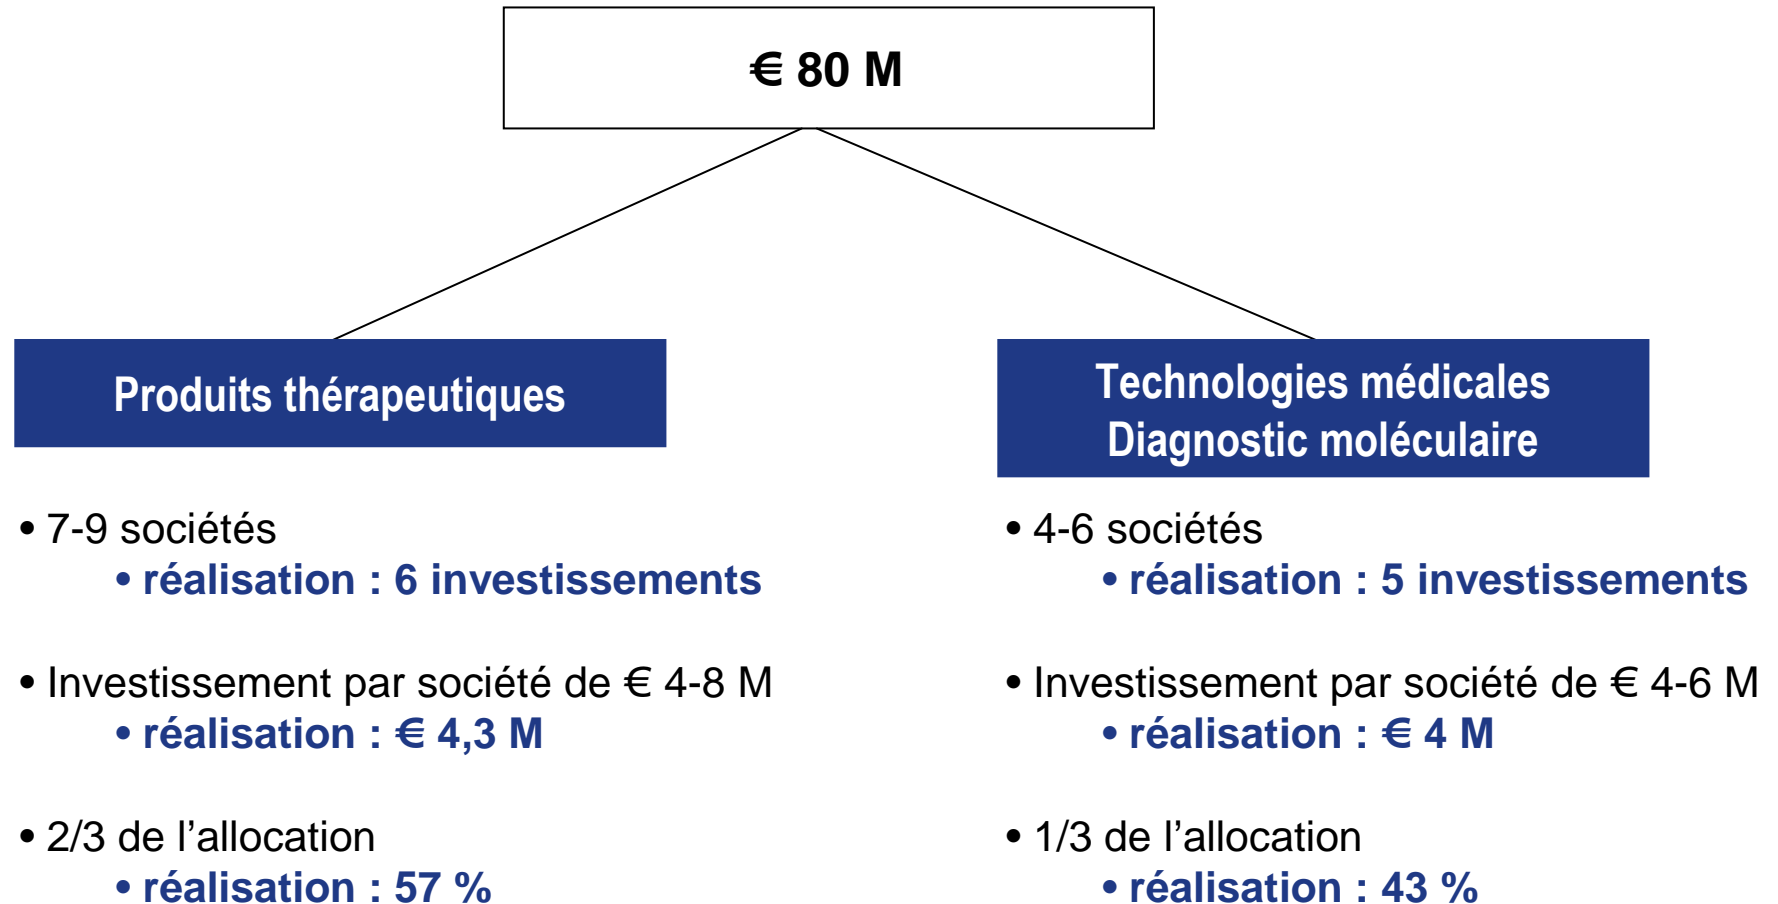 € 80 M
Produits thérapeutiques
• 7-9 sociétés
• réalisation : 6 investissements
• Investissement par société de € 4-8 M
• réalisation : € 4,3 M
• 2/3 de l’allocation
• réalisation : 57 %
Technologies médicales
Diagnostic moléculaire
• 4-6 sociétés
• réalisation : 5 investissements
• Investissement par société de € 4-6 M
• réalisation : € 4 M
• 1/3 de l’allocation
• réalisation : 43 %